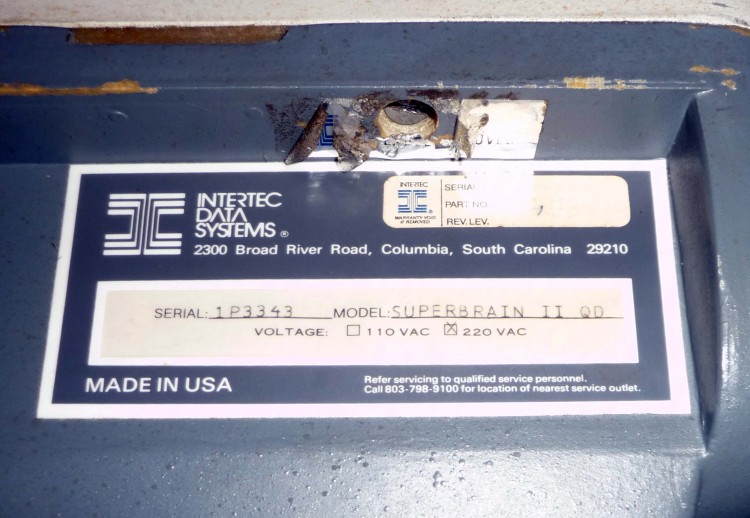 INTERTEC
DATA
SYSTEMS®
2300 Broad River Road, Columbia, South Carolina 29210
INTERTEC
WARRANTY VOID
IF REMOVED
SERIAL
PART NO.
REV. LEV.
SERIAL: 1P3343 MODEL: SUPERBRAIN II QD
VOLTAGE: ☐ 110 VAC ☒ 220 VAC
MADE IN USA
Refer servicing to qualified service personnel.
Call 803-798-9100 for location of nearest service outlet.